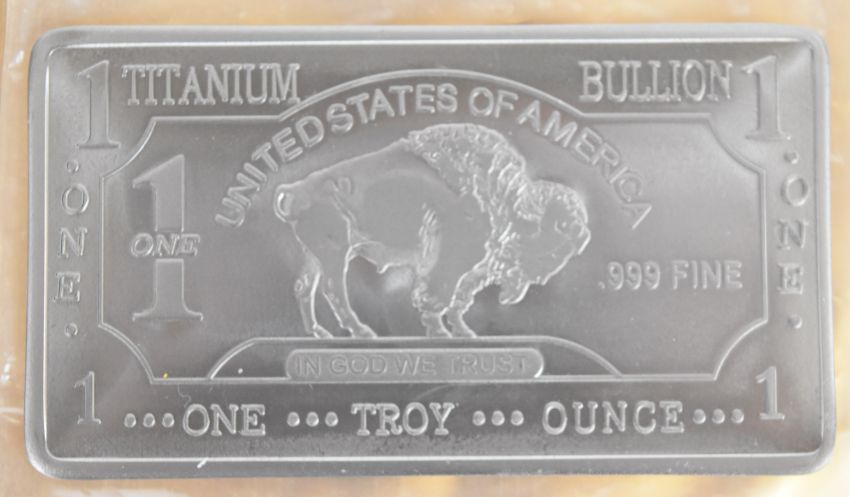 1 TITANIUM BULLION 1
UNITED STATES OF AMERICA
.ONE.
1
ONE
.999 FINE
.ONE.
IN GOD WE TRUST
1 •••ONE •••TROY •••OUNCE••• 1